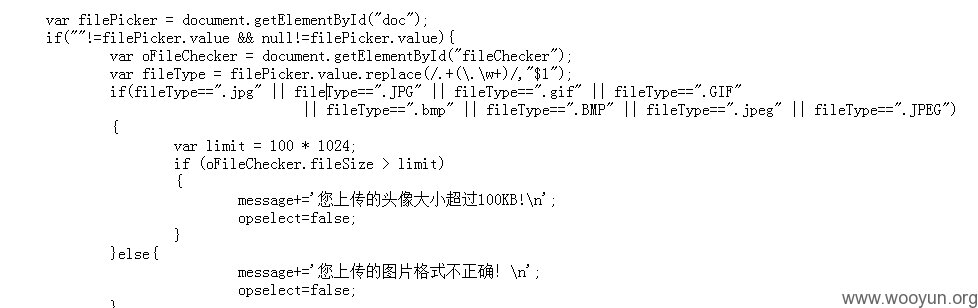 var filePicker = document.getElementById("doc");
if(""!=filePicker.value && null!=filePicker.value){
var oFileChecker = document.getElementById("fileChecker");
var fileType = filePicker.value.replace(/.+(\.\w+)/,"$1");
if(fileType==".jpg" || fileType==".JPG" || fileType==".gif" || fileType==".GIF"
|| fileType==".bmp" || fileType==".BMP" || fileType==".jpeg" || fileType==".JPEG")
{
var limit = 100 * 1024;
if (oFileChecker.fileSize > limit)
{
message+='您上传的头像大小超过100KB!\n';
opselect=false;
}
}else{
message+='您上传的图片格式不正确! \n';
opselect=false;
}
www.wooyun.org